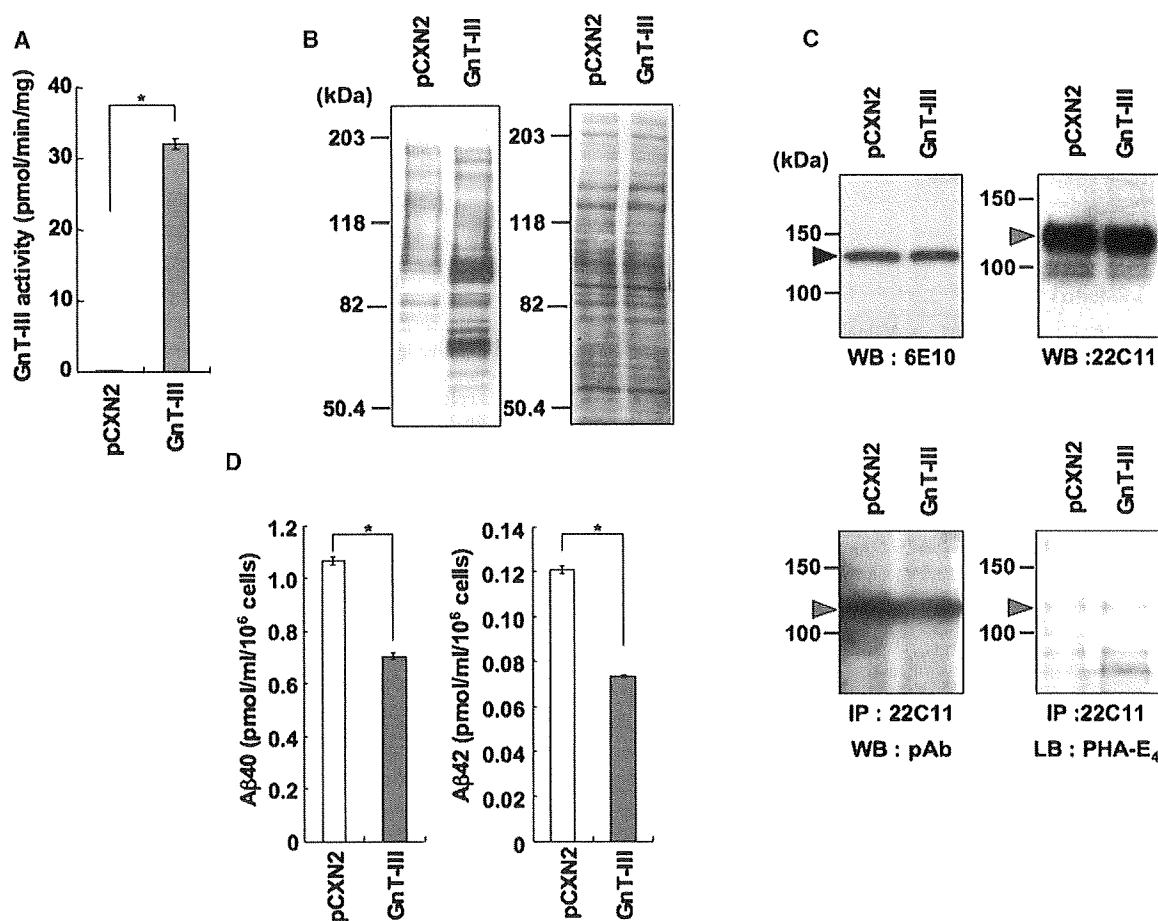 A
GnT-III activity (pmol/min/mg)
40
30
20
10
0
*
pCXN2
GnT-III
B
(kDa)
pCXN2
GnT-III
203
118
82
50.4
pCXN2
GnT-III
203
118
82
50.4
C
(kDa)
pCXN2
GnT-III
150
100
WB : 6E10
pCXN2
GnT-III
150
100
WB :22C11
pCXN2
GnT-III
150
100
IP : 22C11
WB : pAb
pCXN2
GnT-III
150
100
IP :22C11
LB : PHA-E₄
D
Aβ40 (pmol/ml/10⁶ cells)
1.2
1.0
0.8
0.6
0.4
0.2
0
*
pCXN2
GnT-III
Aβ42 (pmol/ml/10⁶ cells)
0.14
0.12
0.10
0.08
0.06
0.04
0.02
0
*
pCXN2
GnT-III